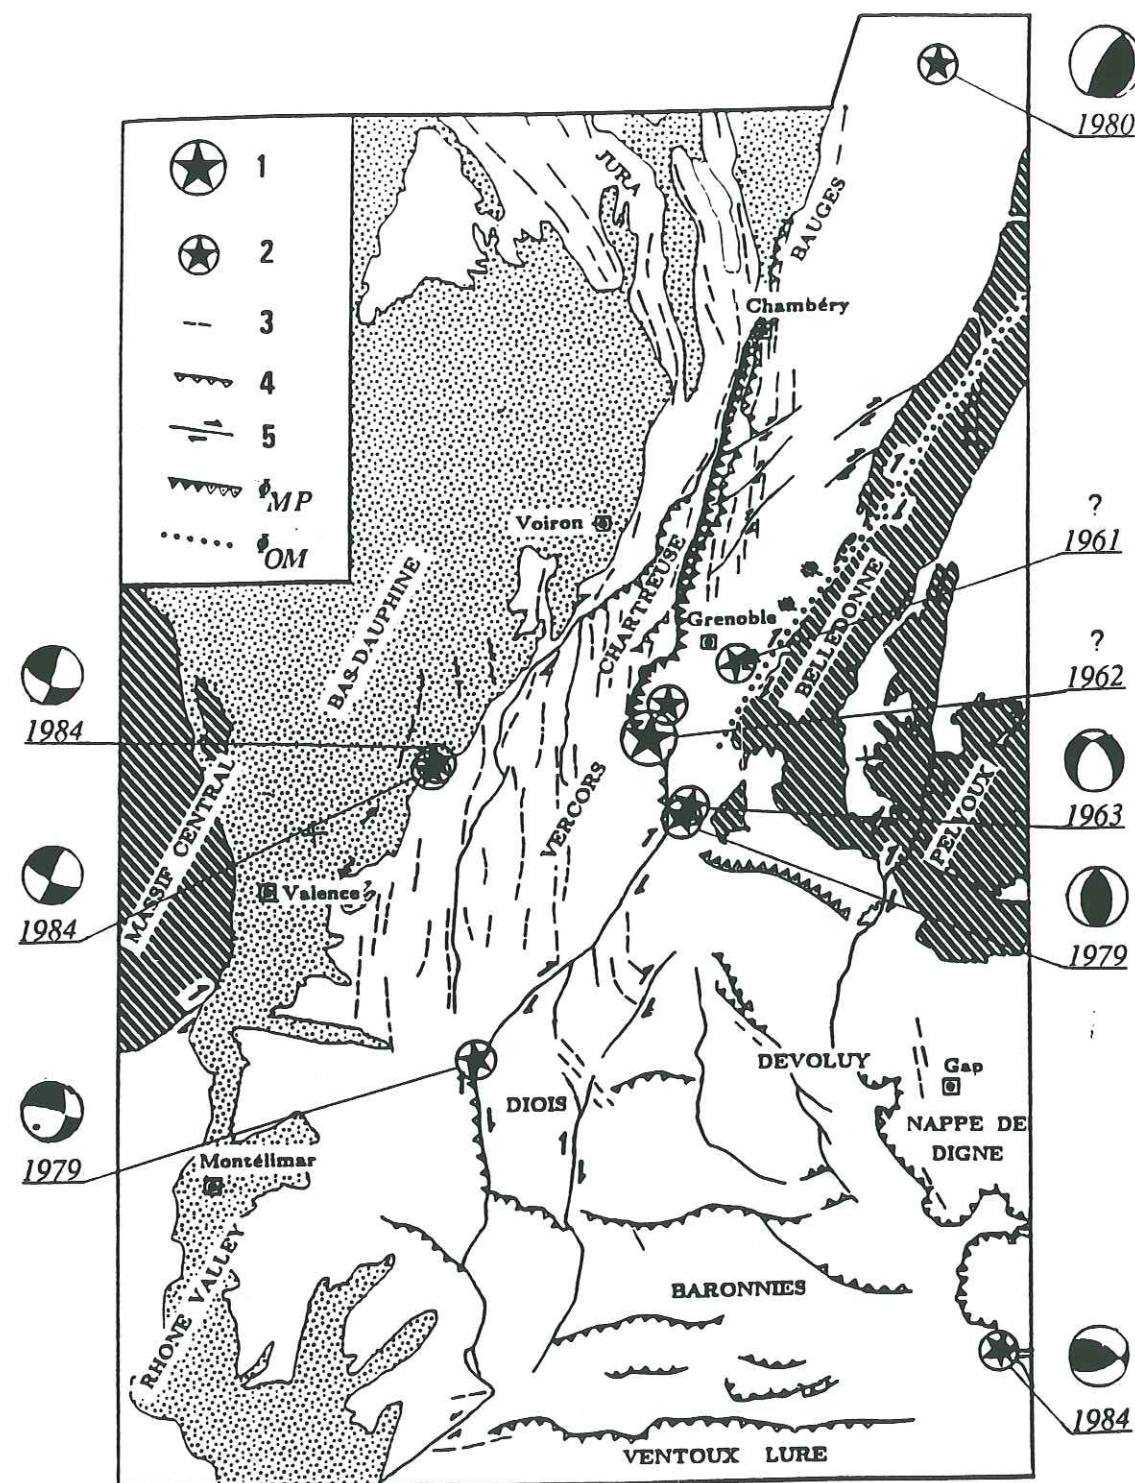 1
2
3
4
5
ϕMP
ϕOM
1980
JURA
BAUGES
Chambéry
Voiron
?
1961
CHARTREUSE
Grenoble
BELLEDONNE
BAS-DAUPHINE
?
1962
1984
MASSIF CENTRAL
VERCORS
PELVOUX
1963
Valence
1984
1979
DEVOLUY
Gap
DIOIS
NAPPE DE
DIGNE
1979
Montélimar
RHONE VALLEY
BARONNIES
1984
VENTOUX LURE